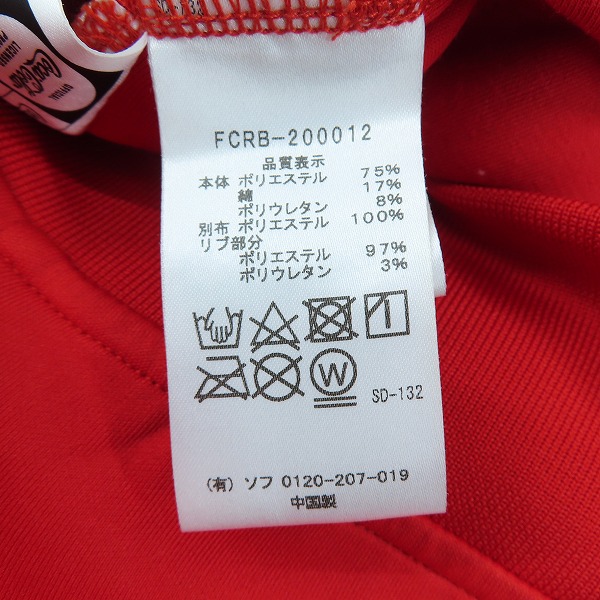 FCRB-200012
品質表示
本体 ポリエステル 75%
綿 17%
ポリウレタン 8%
別布 ポリエステル 100%
リブ部分
ポリエステル 97%
ポリウレタン 3%
W
SD-132
(有) ソフ 0120-207-019
中国製
Coca-Cola
OFFICIAL